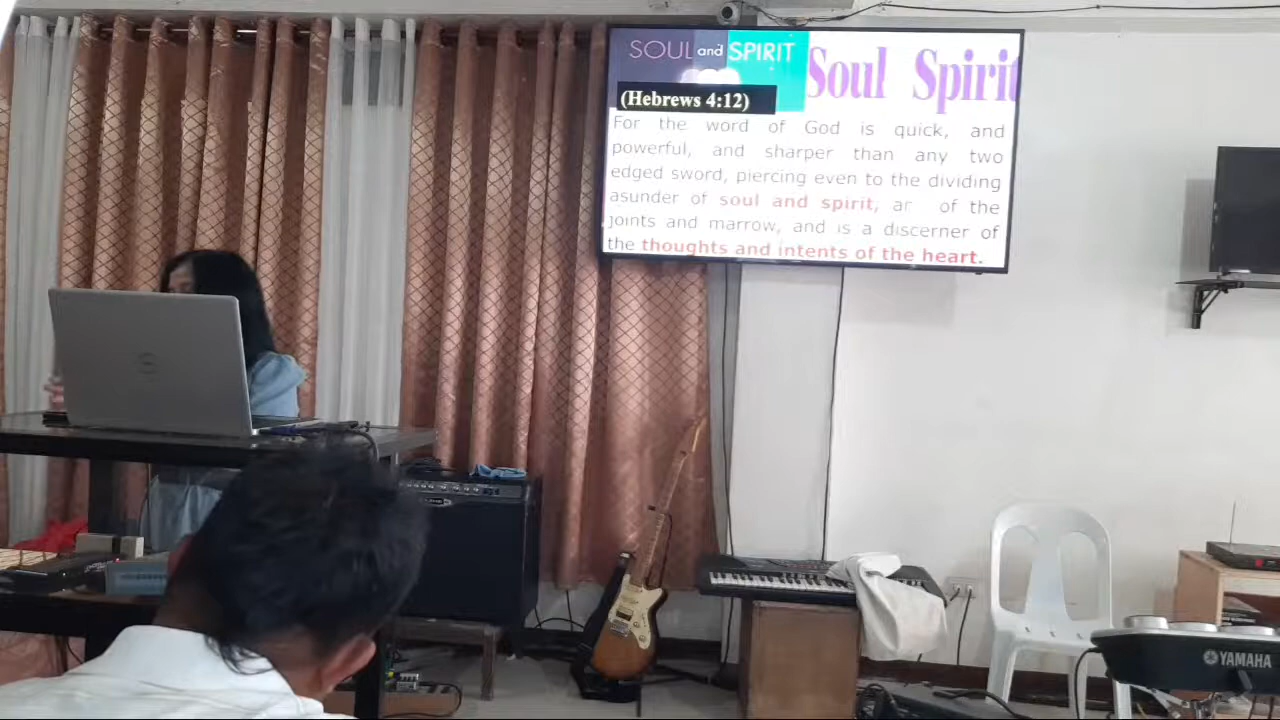 SOUL and SPIRIT
Soul Spirit
(Hebrews 4:12)
For the word of God is quick, and
powerful, and sharper than any two
edged sword, piercing even to the dividing
asunder of soul and spirit, ar of the
joints and marrow, and is a discerner of
the thoughts and intents of the heart.
YAMAHA